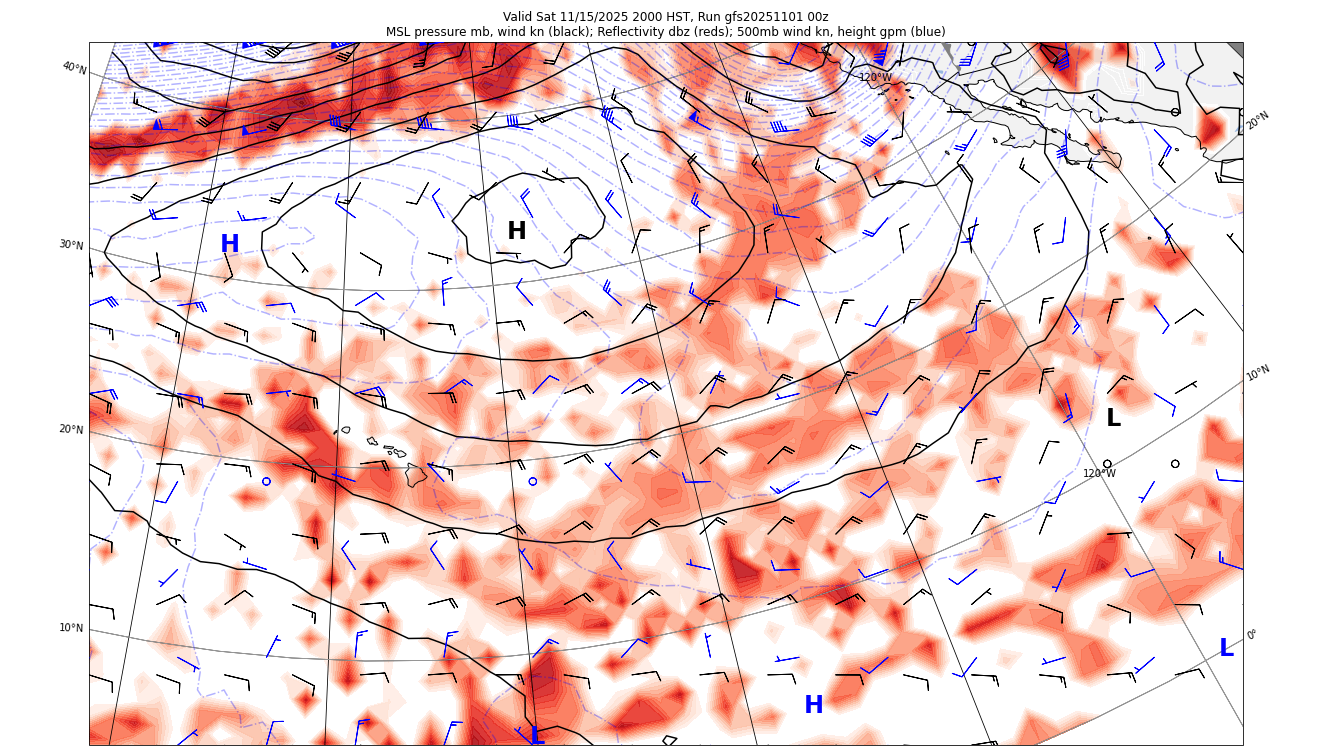 Valid Sat 11/15/2025 2000 HST, Run gfs20251101 00z
MSL pressure mb, wind kn (black); Reflectivity dbz (reds); 500mb wind kn, height gpm (blue)
40°N
120°W
20°N
H
H
30°N
10°N
L
20°N
120°W
10°N
0°
L
H
L